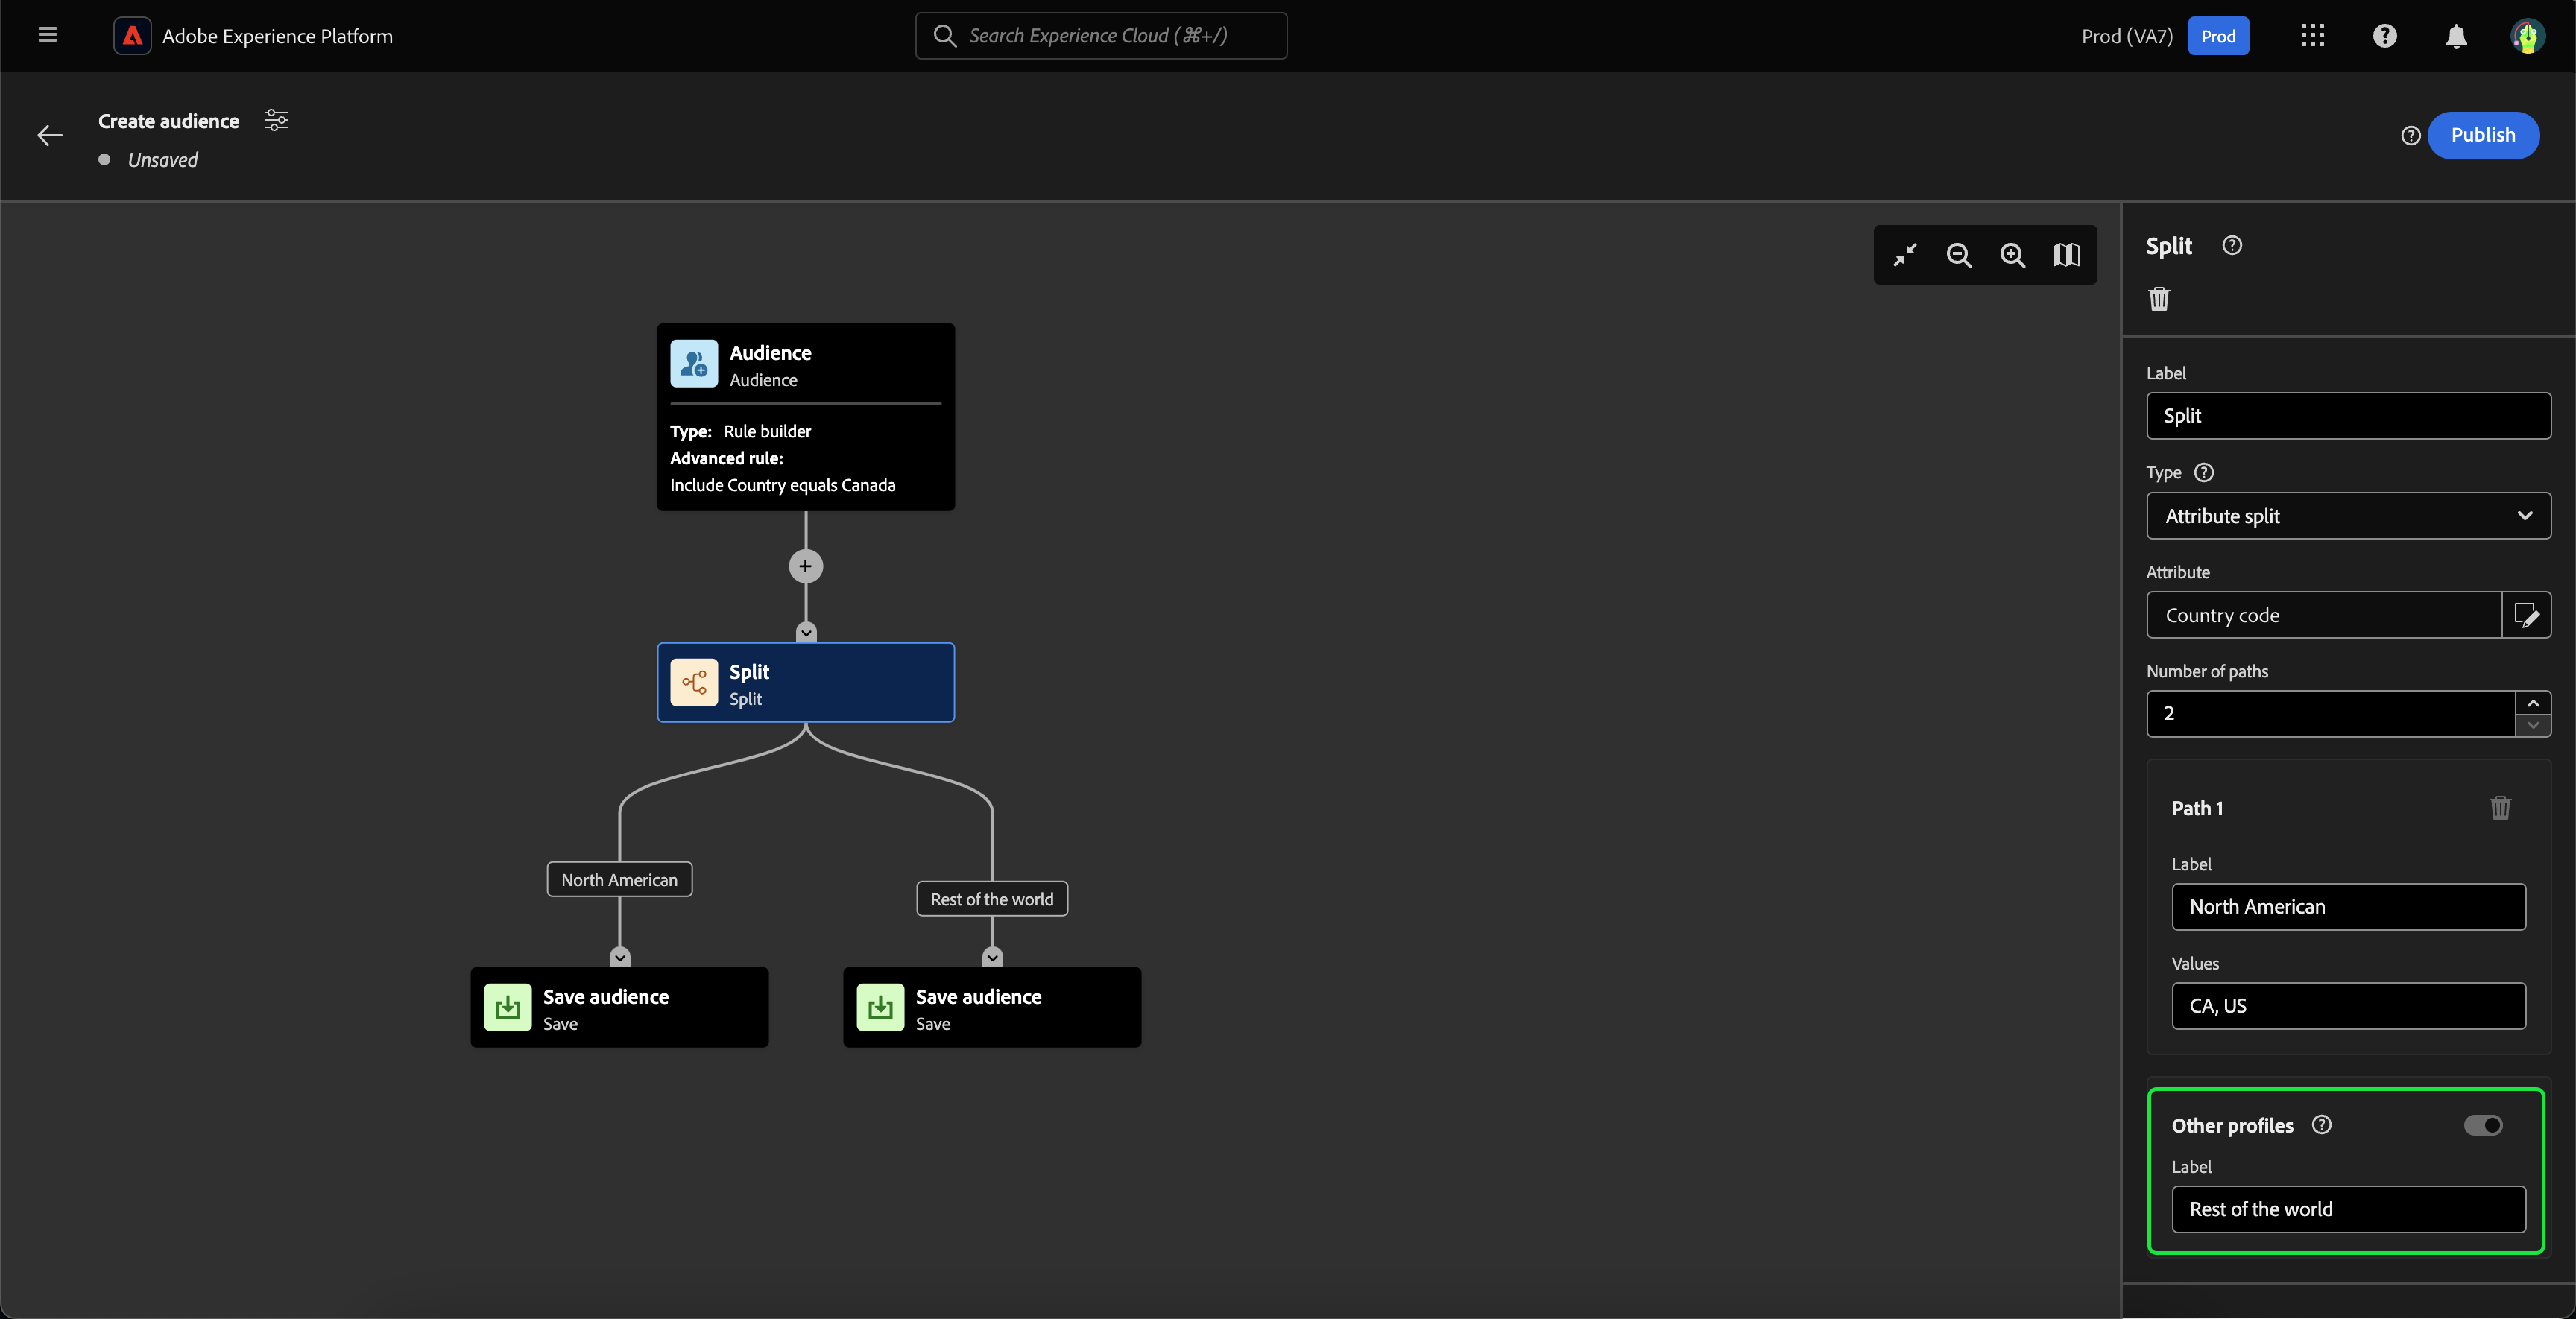 Adobe Experience Platform
Search Experience Cloud (⌘+/)
Prod (VA7)
Prod
Create audience
Unsaved
Publish
Audience
Audience
Type: Rule builder
Advanced rule:
Include Country equals Canada
Split
Split
North American
Rest of the world
Save audience
Save
Save audience
Save
Split
Label
Split
Type
Attribute split
Attribute
Country code
Number of paths
2
Path 1
Label
North American
Values
CA, US
Other profiles
Label
Rest of the world